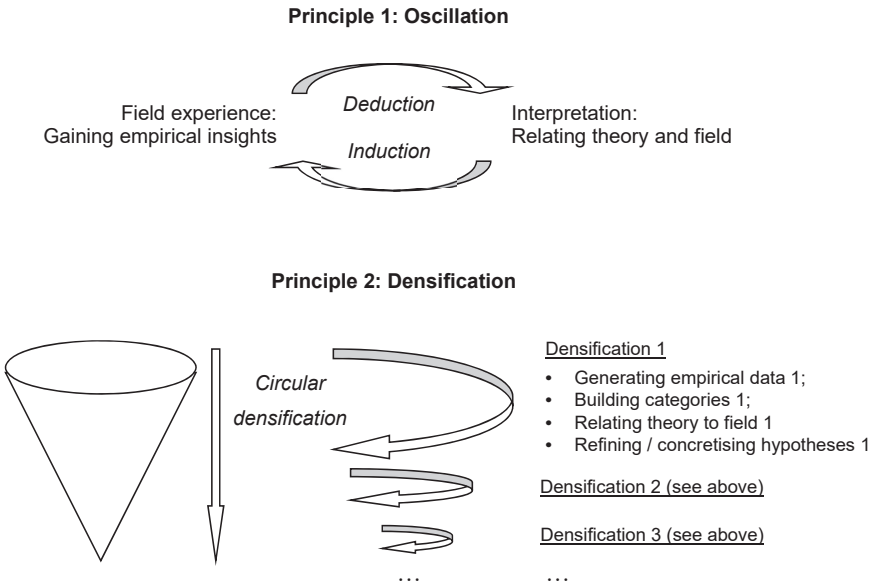 Principle 1: Oscillation
Field experience:
Gaining empirical insights
Deduction
Induction
Interpretation:
Relating theory and field
Principle 2: Densification
Circular
densification
Densification 1
• Generating empirical data 1;
• Building categories 1;
• Relating theory to field 1
• Refining / concretising hypotheses 1
Densification 2 (see above)
Densification 3 (see above)
… …